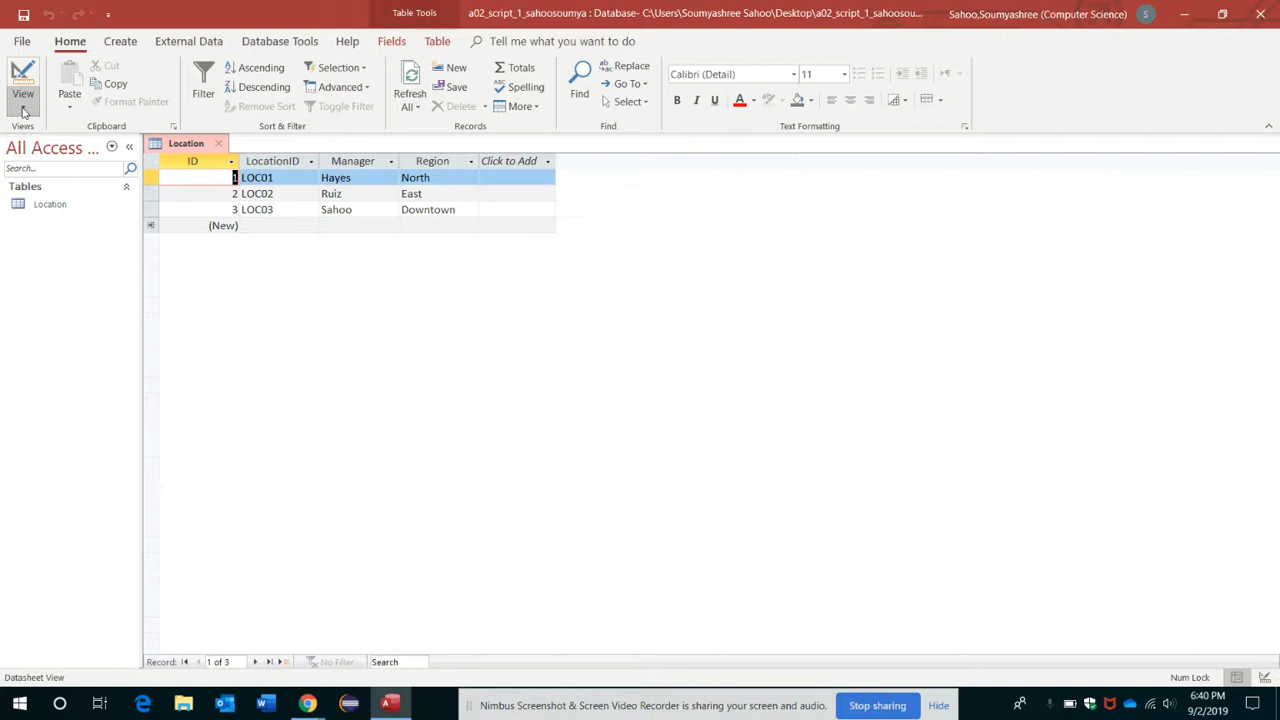 Table Tools
a02_script_1_sahoosoumya : Database- C:\Users\Soumyashree Sahoo\Desktop\a02_script_1_sahoosou...
Sahoo,Soumyashree (Computer Science)
S
File
Home
Create
External Data
Database Tools
Help
Fields
Table
Tell me what you want to do
View
Views
Paste
Cut
Copy
Format Painter
Clipboard
Filter
Ascending
Descending
Remove Sort
Selection
Advanced
Toggle Filter
Sort & Filter
Refresh
All
New
Save
Delete
Totals
Spelling
More
Records
Find
Replace
Go To
Select
Find
Calibri (Detail)
11
B I U A
Text Formatting
All Access ...
Search...
Tables
Location
Location
ID LocationID Manager Region Click to Add
1 LOC01 Hayes North
2 LOC02 Ruiz East
3 LOC03 Sahoo Downtown
(New)
Record: 1 of 3 No Filter Search
Datasheet View
Num Lock
Nimbus Screenshot & Screen Video Recorder is sharing your screen and audio.
Stop sharing
Hide
6:40 PM
9/2/2019